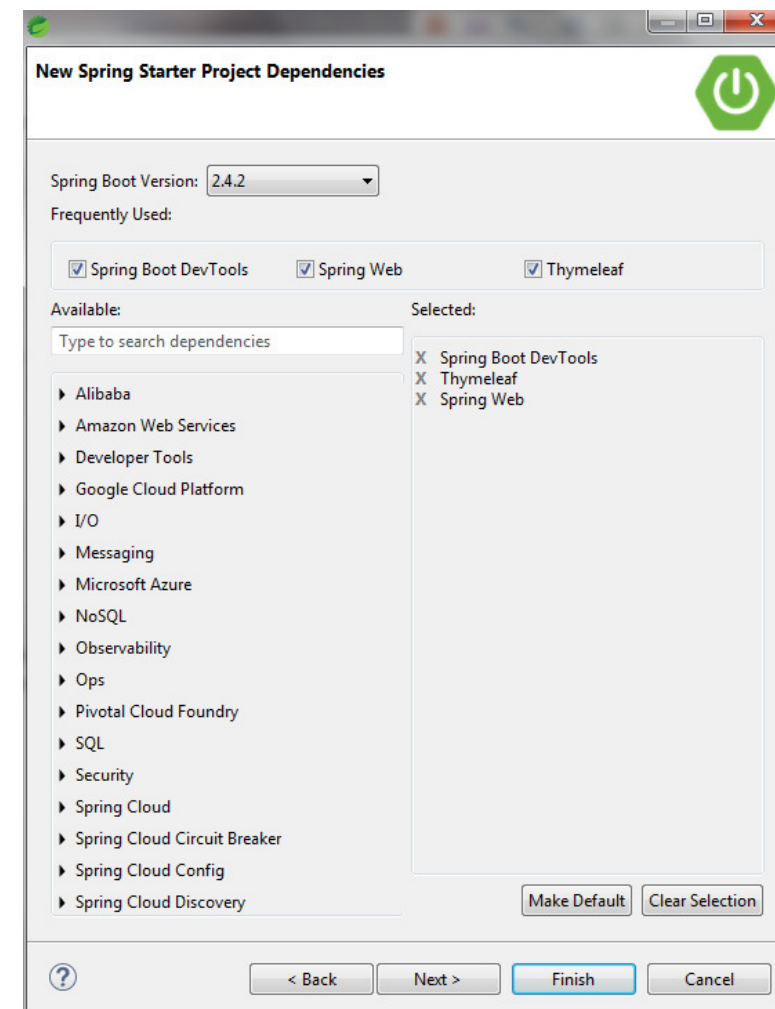 New Spring Starter Project Dependencies
Spring Boot Version: 2.4.2
Frequently Used:
Spring Boot DevTools Spring Web Thymeleaf
Available:
Type to search dependencies
Alibaba
Amazon Web Services
Developer Tools
Google Cloud Platform
I/O
Messaging
Microsoft Azure
NoSQL
Observability
Ops
Pivotal Cloud Foundry
SQL
Security
Spring Cloud
Spring Cloud Circuit Breaker
Spring Cloud Config
Spring Cloud Discovery
Selected:
X Spring Boot DevTools
X Thymeleaf
X Spring Web
Make Default Clear Selection
? < Back Next > Finish Cancel